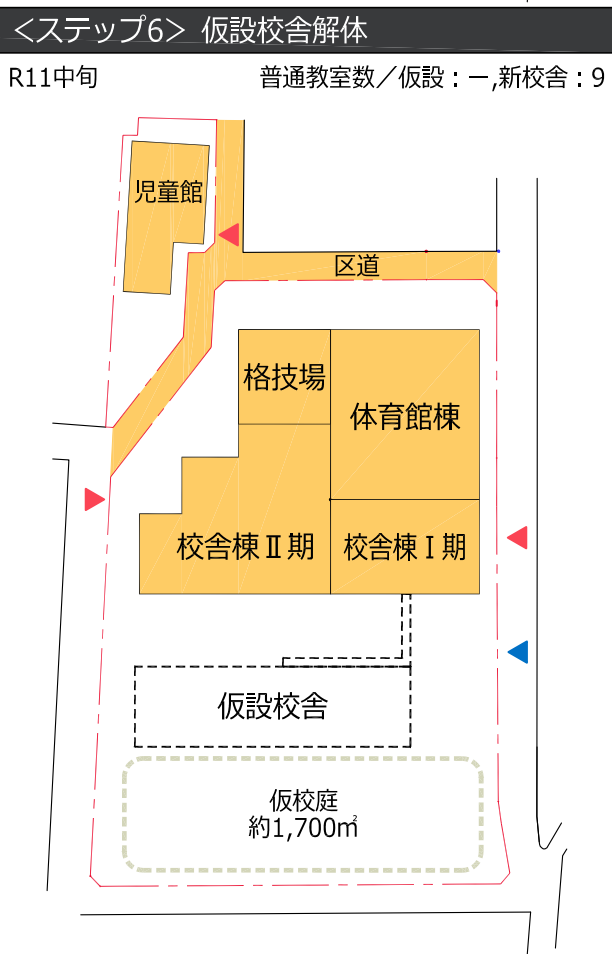 ＜ステップ6＞ 仮設校舎解体
R11中旬
普通教室数／仮設：－,新校舎：9
児童館
区道
格技場
体育館棟
校舎棟Ⅱ期
校舎棟Ⅰ期
仮設校舎
仮校庭
約1,700㎡